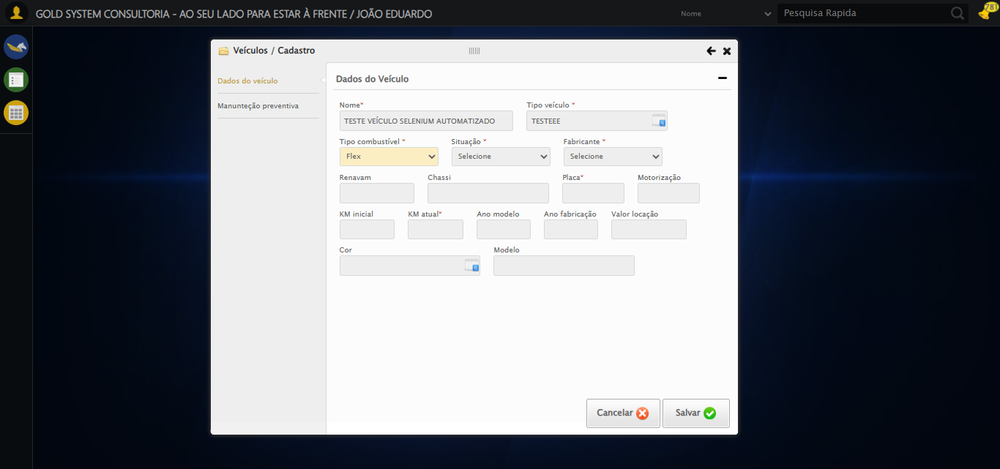 GOLD SYSTEM CONSULTORIA - AO SEU LADO PARA ESTAR À FRENTE / JOÃO EDUARDO
Nome
Pesquisa Rapida
781
Veículos / Cadastro
Dados do veículo
Manunteção preventiva
Dados do Veículo
Nome* Tipo veículo *
TESTE VEÍCULO SELENIUM AUTOMATIZADO TESTEEE
Tipo combustível * Situação * Fabricante *
Flex Selecione Selecione
Renavam Chassi Placa* Motorização
KM inicial KM atual* Ano modelo Ano fabricação Valor locação
Cor Modelo
Cancelar Salvar